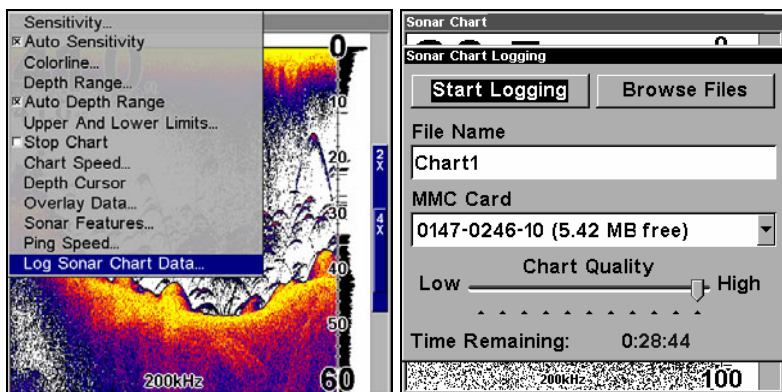 Sensitivity...
Auto Sensitivity
Colorline...
Depth Range...
Auto Depth Range
Upper And Lower Limits...
Stop Chart
Chart Speed...
Depth Cursor
Overlay Data...
Sonar Features...
Ping Speed...
Log Sonar Chart Data...
0
10
20
30
40
50
60
2
X
4
X
200kHz
Sonar Chart
0
Sonar Chart Logging
Start Logging
Browse Files
File Name
Chart1
MMC Card
0147-0246-10 (5.42 MB free)
Chart Quality
Low High
Time Remaining: 0:28:44
200kHz
100